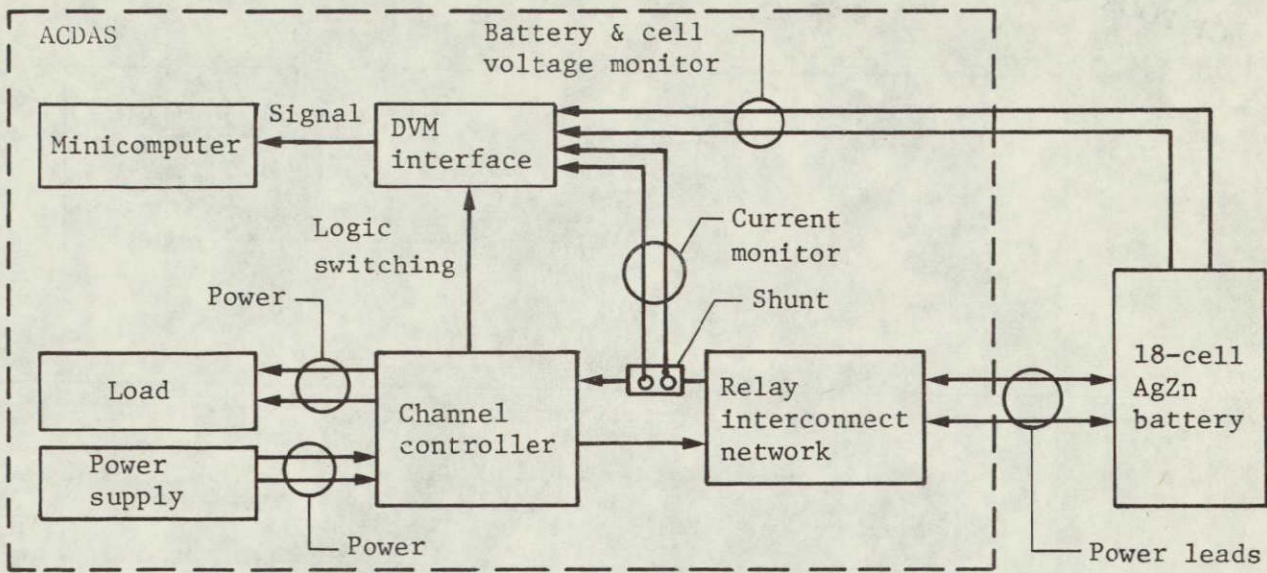 ACDAS
Battery & cell
voltage monitor
Signal
Minicomputer
DVM
interface
Logic
switching
Current
monitor
Power
Shunt
Load
Channel
controller
Relay
interconnect
network
18-cell
AgZn
battery
Power
supply
Power
Power leads